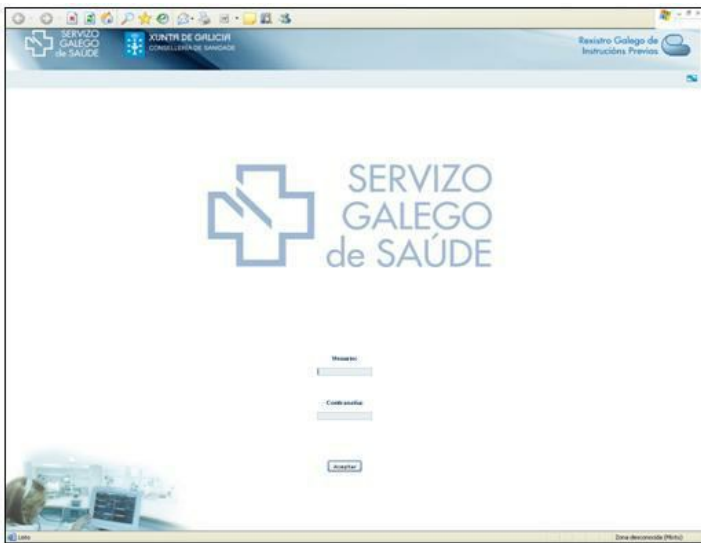 SERVIZO
GALEGO
de SAÚDE
XUNTA DE GALICIA
CONSELLERÍA DE SANIDADE
Rexistro Galego de
Instrucións Previas
SERVIZO
GALEGO
de SAÚDE
Usuario:
Contrasinal:
Aceptar
Listo
Zona desconocida (Mixto)